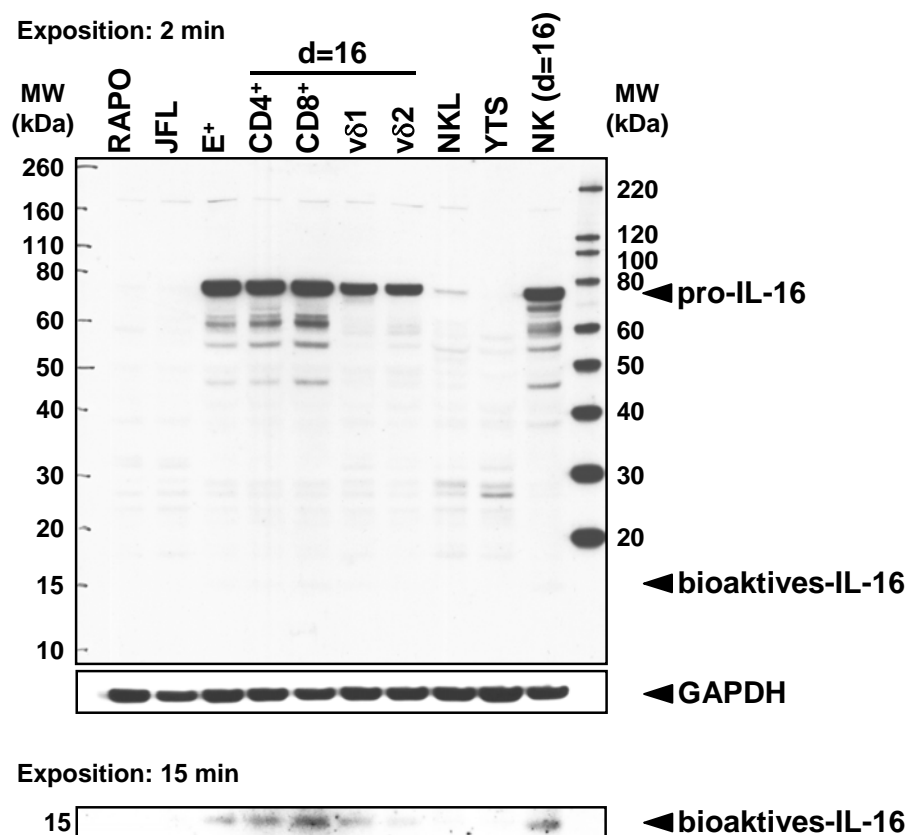 Exposition: 2 min
d=16
MW
(kDa)
RAPO
JFL
E⁺
CD4⁺
CD8⁺
vδ1
vδ2
NKL
YTS
NK (d=16)
MW
(kDa)
260
160
110
80
60
50
40
30
20
15
10
220
120
100
80
60
50
40
30
20
pro-IL-16
bioaktives-IL-16
GAPDH
Exposition: 15 min
15
bioaktives-IL-16